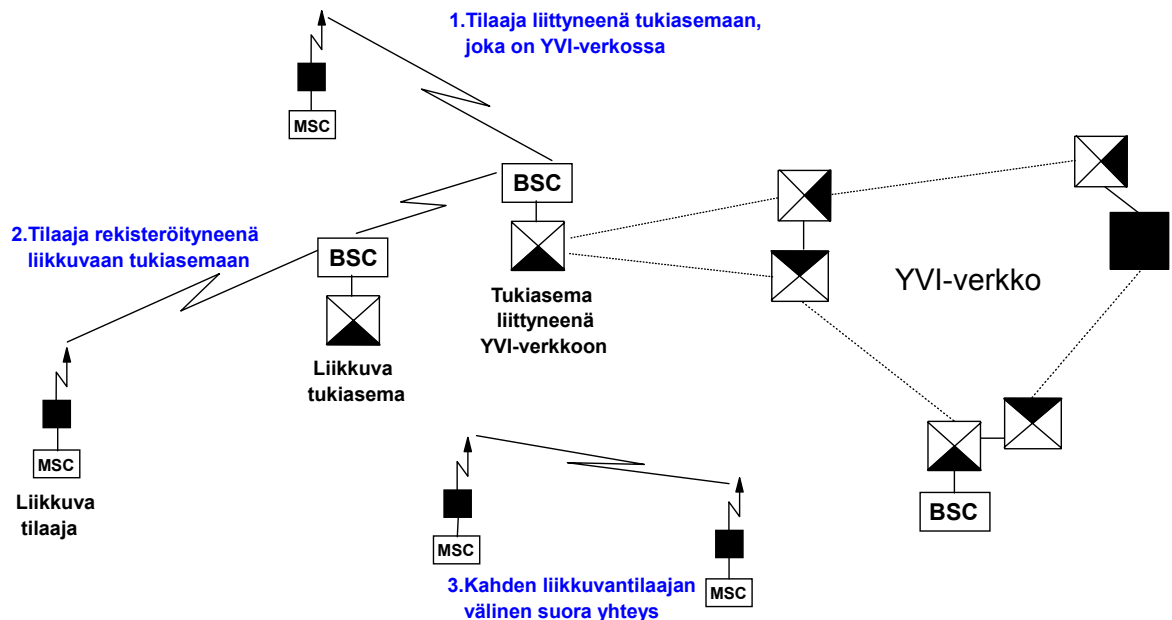 1.Tilaaja liittyneenä tukiasemaan,
joka on YVI-verkossa
MSC
BSC
2.Tilaaja rekisteröityneenä
liikkuvaan tukiasemaan
BSC
YVI-verkko
Tukiasema
liittyneenä
YVI-verkkoon
Liikkuva
tukiasema
MSC
Liikkuva
tilaaja
BSC
MSC
MSC
3.Kahden liikkuvantilaajan
välinen suora yhteys